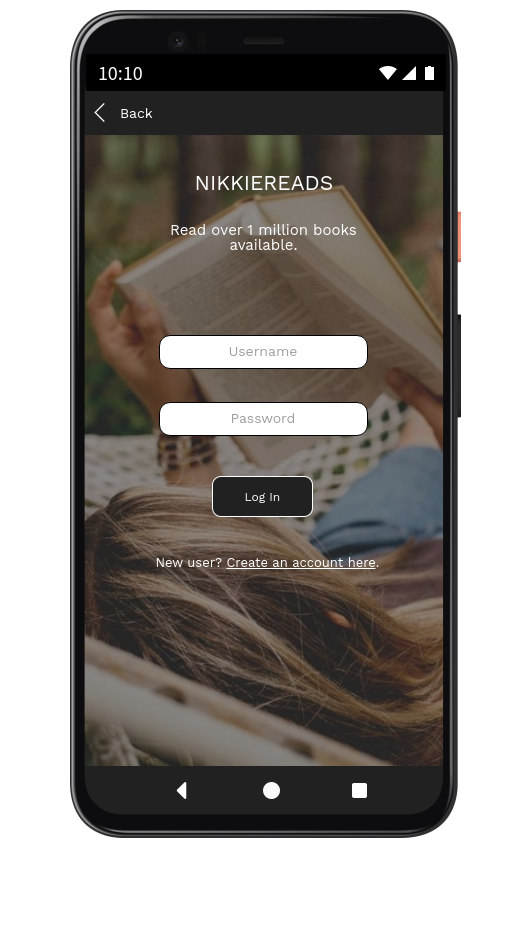 10:10
Back
NIKKIEREADS
Read over 1 million books
available.
Username
Password
Log In
New user? Create an account here.